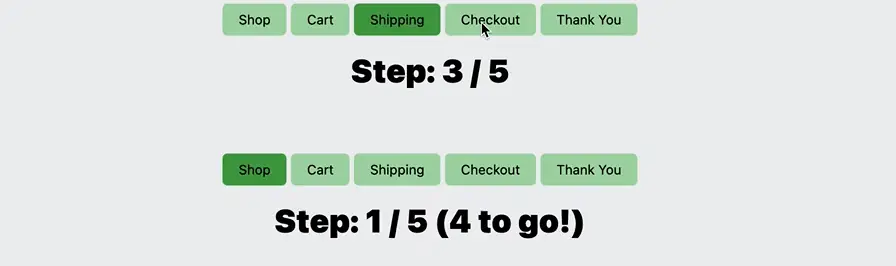 Shop Cart Shipping Checkout Thank You
Step: 3 / 5
Shop Cart Shipping Checkout Thank You
Step: 1 / 5 (4 to go!)